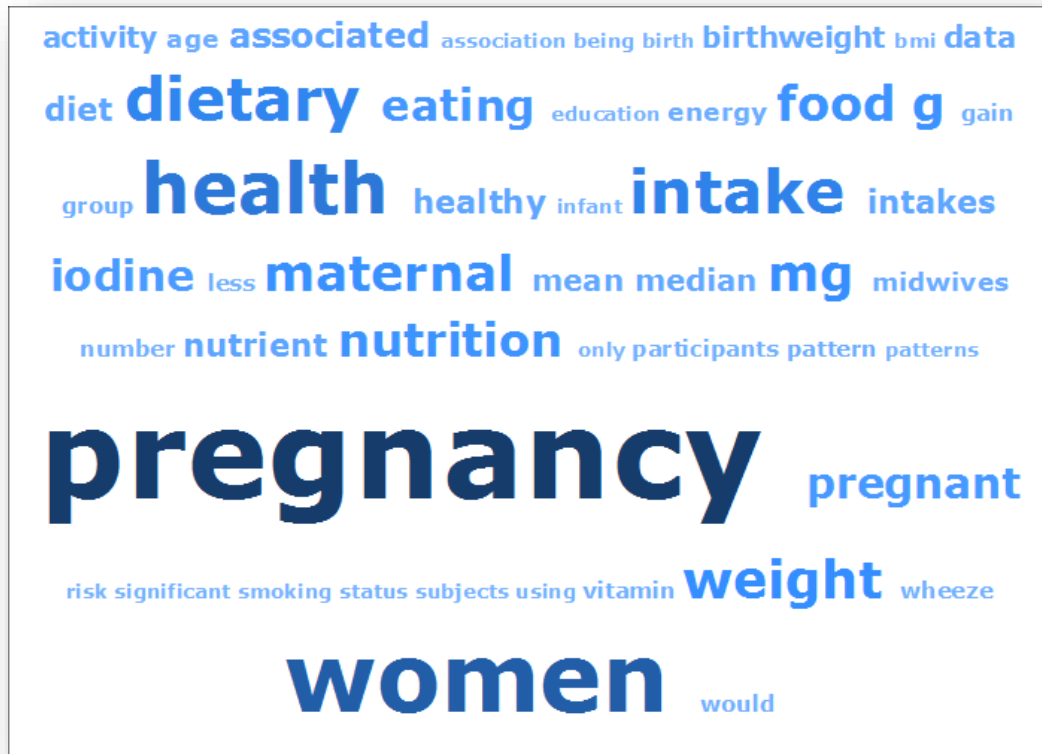 activity age associated association being birth birthweight bmi data
diet dietary eating education energy food g gain
group health healthy infant intake intakes
iodine less maternal mean median mg midwives
number nutrient nutrition only participants pattern patterns
pregnancy pregnant
risk significant smoking status subjects using vitamin weight wheeze
women would